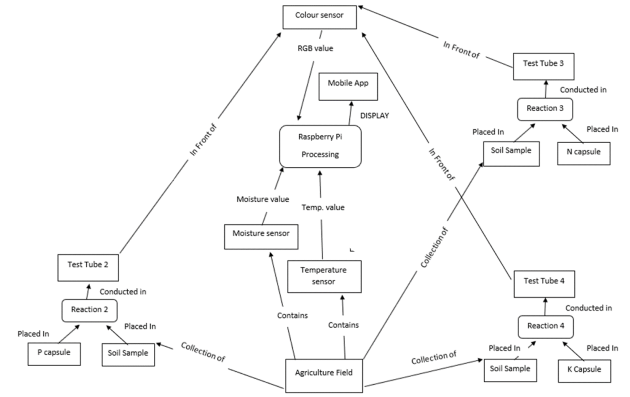 Colour sensor
RGB value
In Front of
Test Tube 3
Mobile App
Conducted in
DISPLAY
Reaction 3
Raspberry Pi
Processing
Placed In
Placed In
Soil Sample
N capsule
In Front of
In Front of
Moisture value
Temp. value
Moisture sensor
Collection of
Test Tube 2
Temperature
sensor
Test Tube 4
Conducted in
Conducted in
Reaction 2
Contains
Contains
Reaction 4
Placed In
Placed In
Placed In
Placed In
P capsule
Soil Sample
Collection of
Collection of
Agriculture Field
Soil Sample
K Capsule